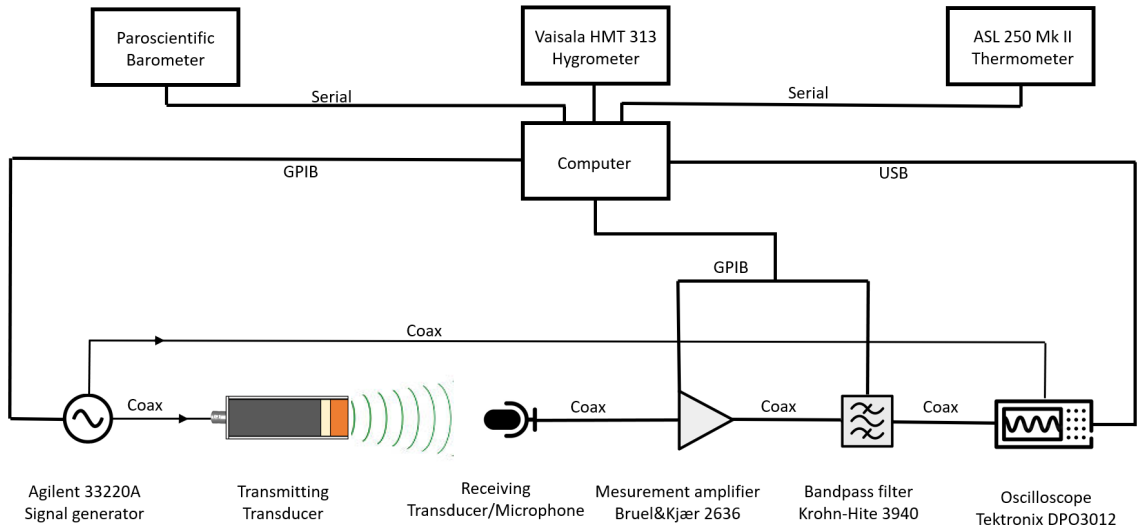 Paroscientific
Barometer
Vaisala HMT 313
Hygrometer
ASL 250 Mk II
Thermometer
Serial
Serial
Computer
GPIB
USB
GPIB
Coax
Coax
Coax
Coax
Coax
Agilent 33220A
Signal generator
Transmitting
Transducer
Receiving
Transducer/Microphone
Mesurement amplifier
Bruel&Kjær 2636
Bandpass filter
Krohn-Hite 3940
Oscilloscope
Tektronix DPO3012